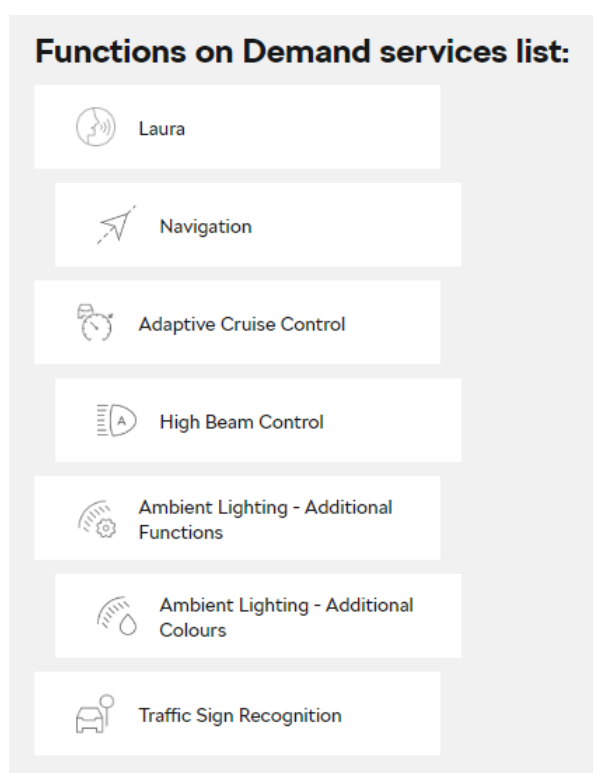 Functions on Demand services list:
Laura
Navigation
Adaptive Cruise Control
A
High Beam Control
Ambient Lighting - Additional
Functions
Ambient Lighting - Additional
Colours
Traffic Sign Recognition